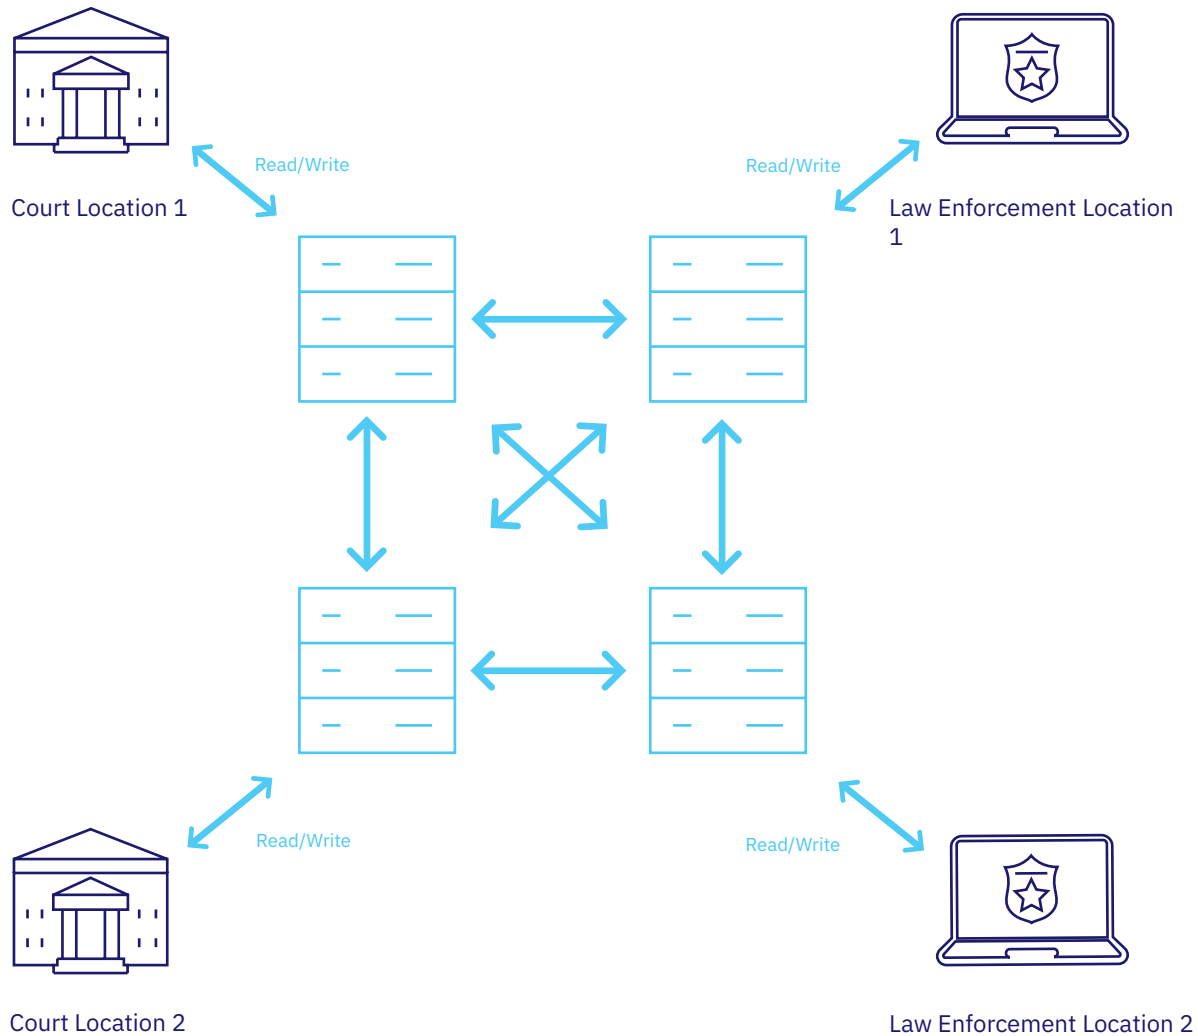 Read/Write
Read/Write
Court Location 1
Law Enforcement Location
1
Read/Write
Read/Write
Court Location 2
Law Enforcement Location 2